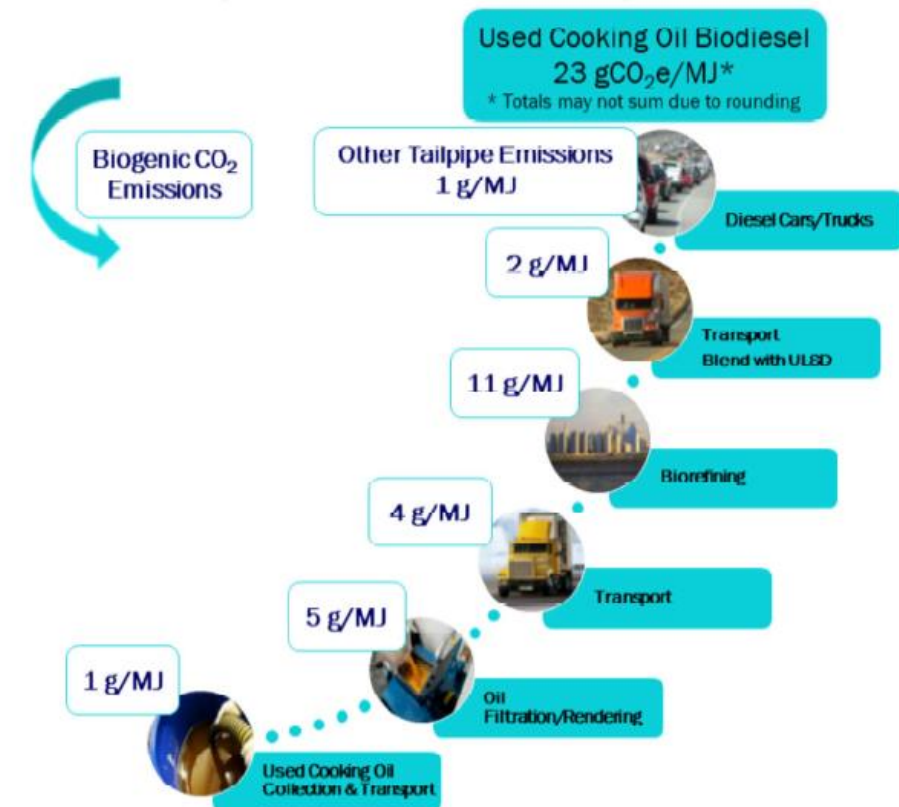 Used Cooking Oil Biodiesel
23 gCO₂e/MJ*
* Totals may not sum due to rounding
Biogenic CO₂
Emissions
Other Tailpipe Emissions
1 g/MJ
Diesel Cars/Trucks
2 g/MJ
Transport
Blend with ULSD
11 g/MJ
Biorefining
4 g/MJ
Transport
5 g/MJ
Oil
Filtration/Rendering
1 g/MJ
Used Cooking Oil
Collection & Transport